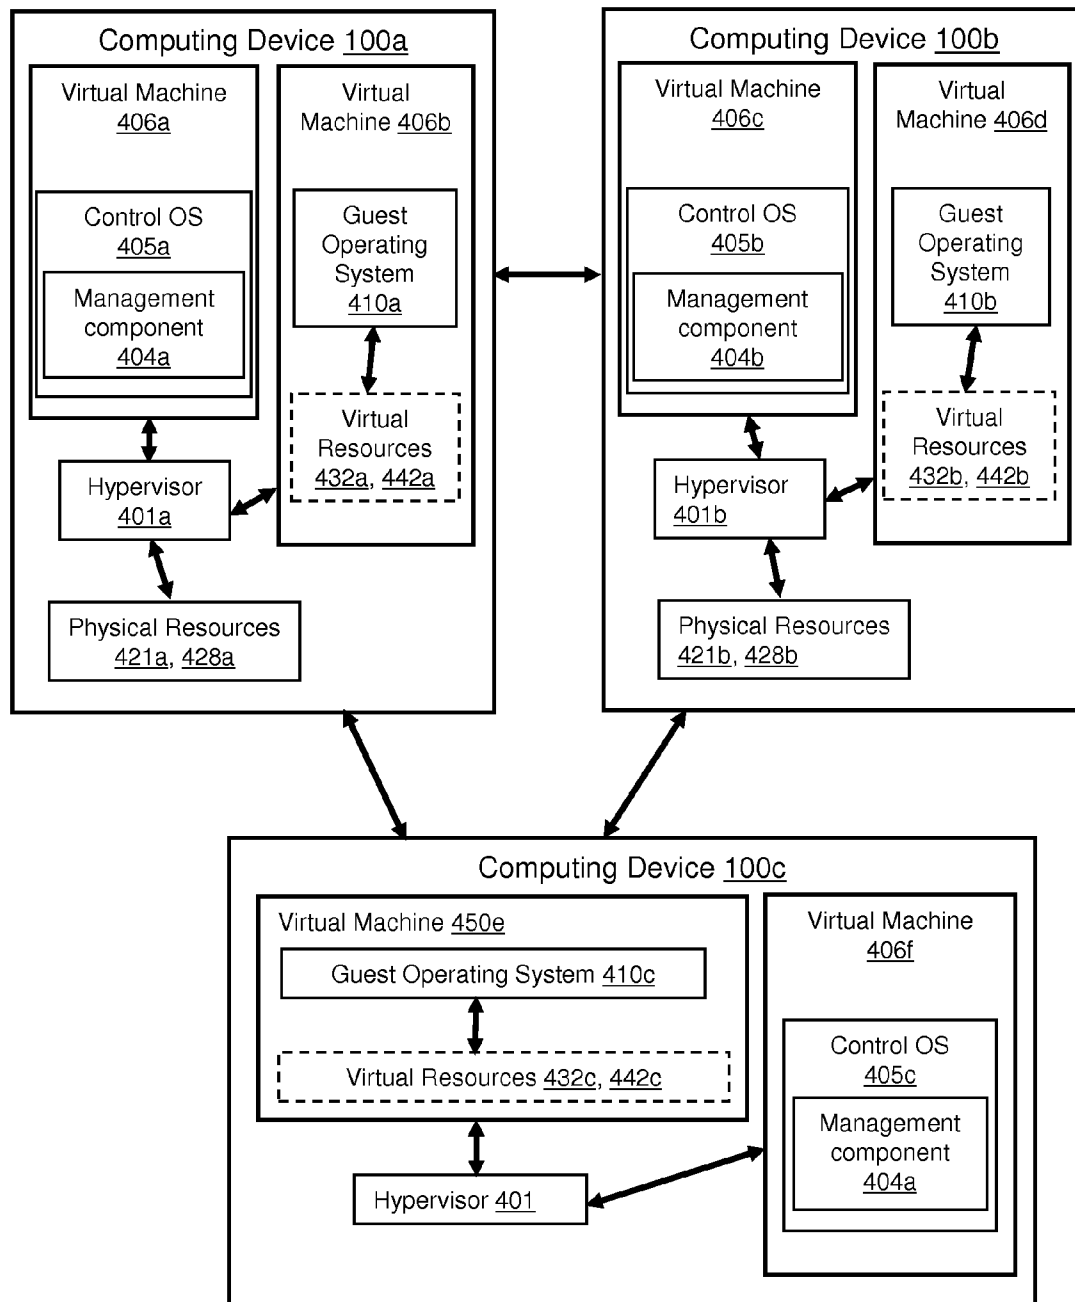 Computing Device 100a
Virtual Machine
406a
Control OS
405a
Management
component
404a
Virtual
Machine 406b
Guest
Operating
System
410a
Virtual
Resources
432a, 442a
Hypervisor
401a
Physical Resources
421a, 428a
Computing Device 100b
Virtual Machine
406c
Control OS
405b
Management
component
404b
Virtual
Machine 406d
Guest
Operating
System
410b
Virtual
Resources
432b, 442b
Hypervisor
401b
Physical Resources
421b, 428b
Computing Device 100c
Virtual Machine 450e
Guest Operating System 410c
Virtual Resources 432c, 442c
Hypervisor 401
Virtual Machine
406f
Control OS
405c
Management
component
404a